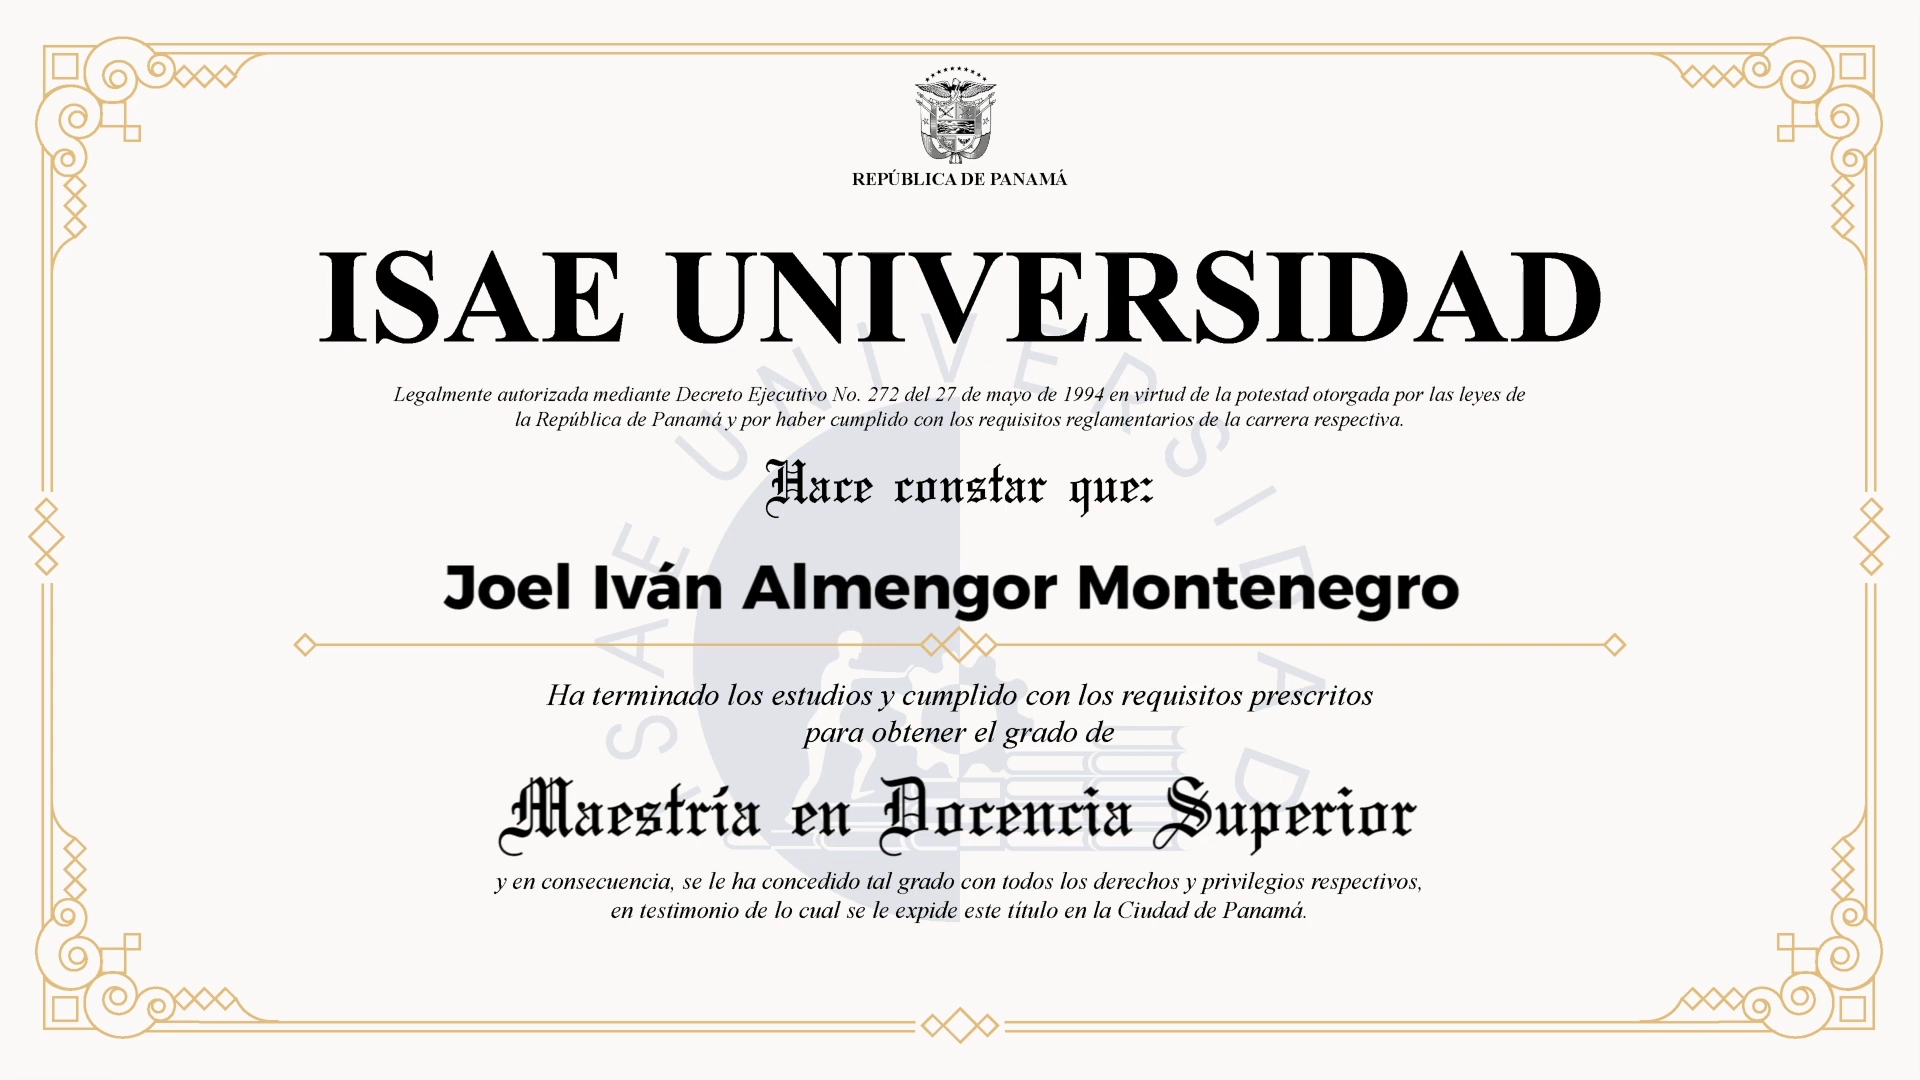 REPÚBLICA DE PANAMÁ
ISAE UNIVERSIDAD
Legalmente autorizada mediante Decreto Ejecutivo No. 272 del 27 de mayo de 1994 en virtud de la potestad otorgada por las leyes de
la República de Panamá y por haber cumplido con los requisitos reglamentarios de la carrera respectiva.
Hace constar que:
Joel Iván Almengor Montenegro
Ha terminado los estudios y cumplido con los requisitos prescritos
para obtener el grado de
Maestría en Docencia Superior
y en consecuencia, se le ha concedido tal grado con todos los derechos y privilegios respectivos,
en testimonio de lo cual se le expide este título en la Ciudad de Panamá.
ISAE UNIVERSIDAD